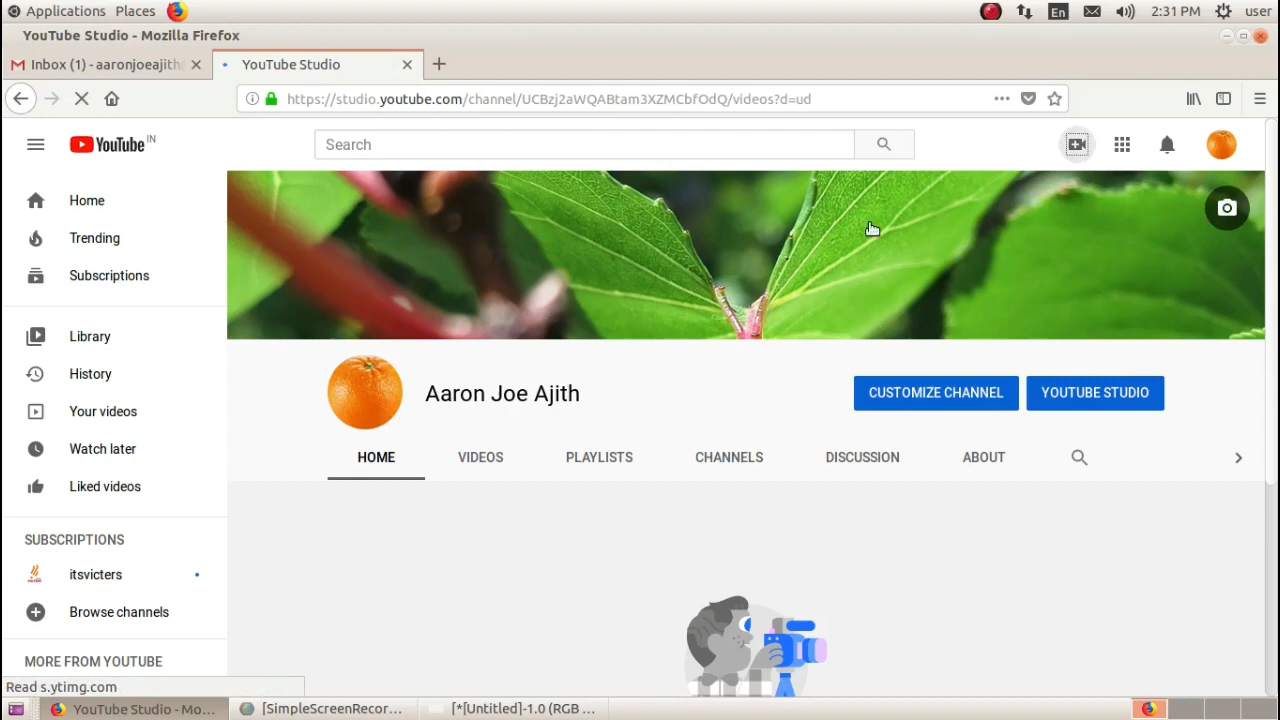 Applications Places En 2:31 PM user
YouTube Studio - Mozilla Firefox
Inbox (1) - aaronjoeajith YouTube Studio
https://studio.youtube.com/channel/UCBzj2aWQABtam3XZMCbfOdQ/videos?d=ud
YouTube IN Search
Home
Trending
Subscriptions
Library
History
Your videos
Watch later
Liked videos
SUBSCRIPTIONS
itsvicters
Browse channels
MORE FROM YOUTUBE
Aaron Joe Ajith CUSTOMIZE CHANNEL YOUTUBE STUDIO
HOME VIDEOS PLAYLISTS CHANNELS DISCUSSION ABOUT
Read s.ytimg.com
YouTube Studio - Mo... [SimpleScreenRecor... [*[Untitled]-1.0 (RGB ...